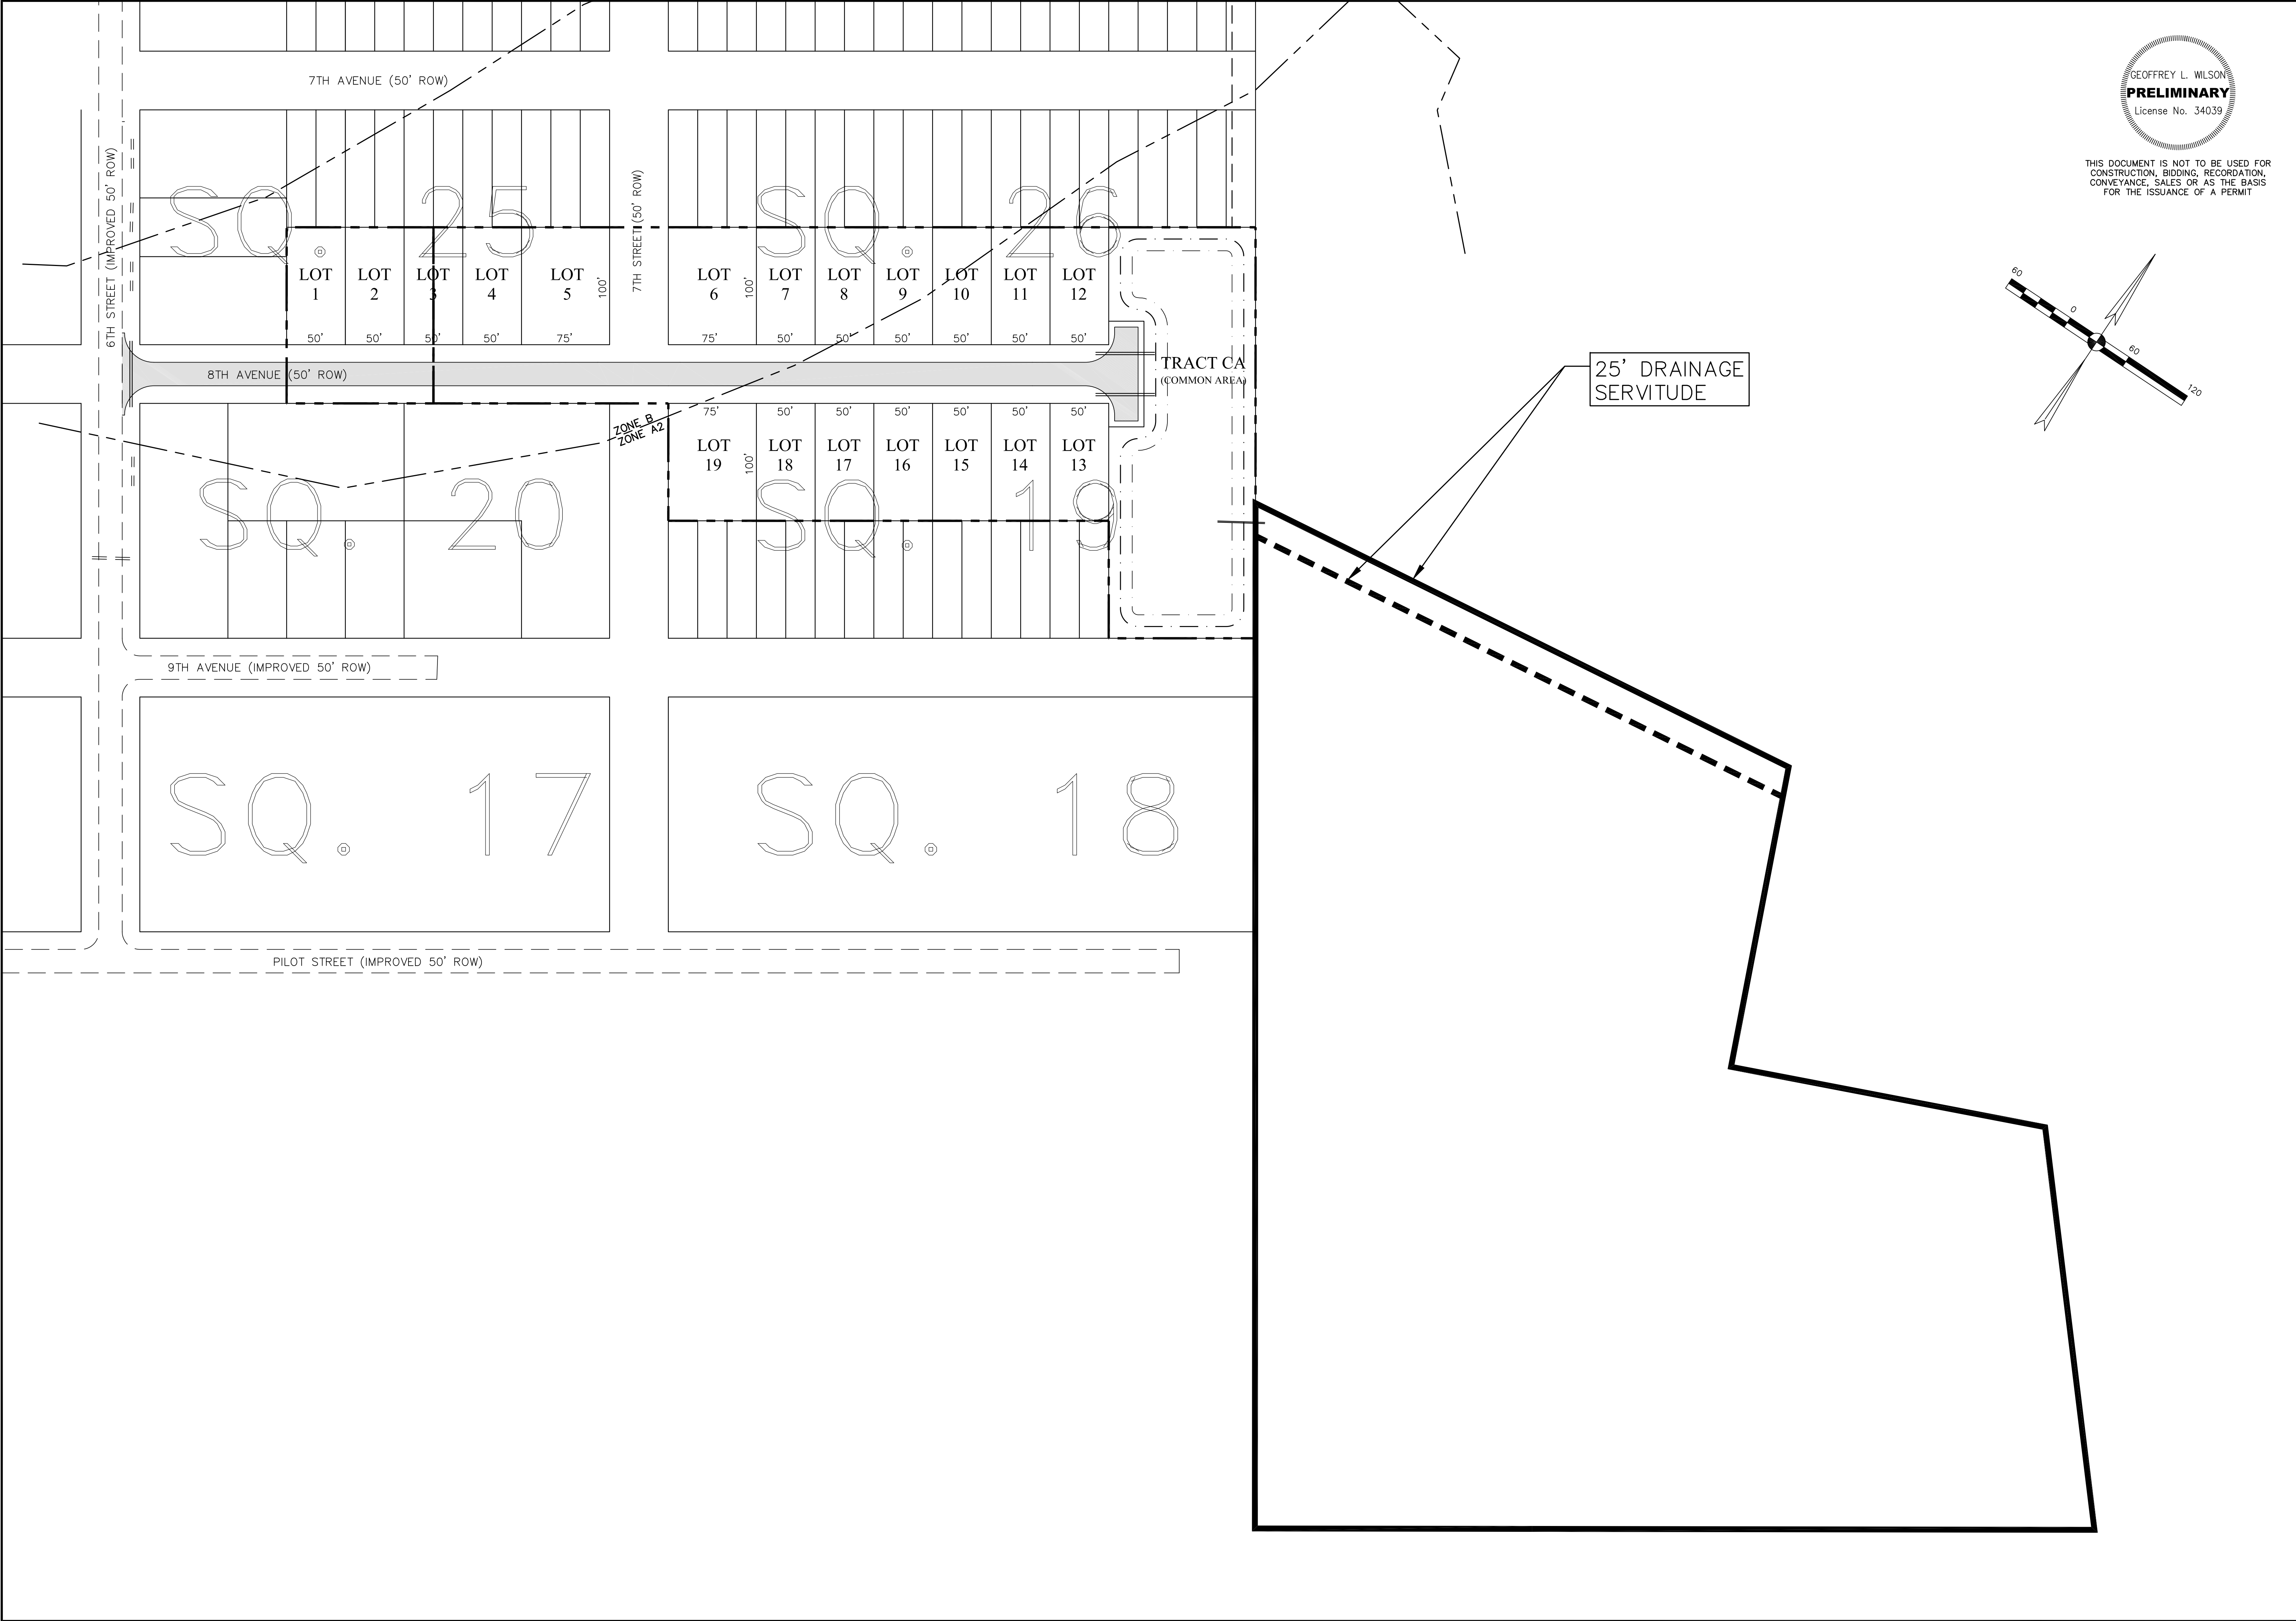 7TH AVENUE (50' ROW)
GEOFFREY L. WILSON
PRELIMINARY
License No. 34039
THIS DOCUMENT IS NOT TO BE USED FOR
CONSTRUCTION, BIDDING, RECORDATION,
CONVEYANCE, SALES OR AS THE BASIS
FOR THE ISSUANCE OF A PERMIT
6TH STREET (IMPROVED 50' ROW)
7TH STREET (50' ROW)
SQ. 25
SQ. 26
LOT
1
LOT
2
LOT
3
LOT
4
LOT
5
100'
LOT
6
100'
LOT
7
LOT
8
LOT
9
LOT
10
LOT
11
LOT
12
60
0
60
120
50'
50'
50'
50'
75'
75'
50'
50'
50'
50'
50'
50'
8TH AVENUE (50' ROW)
TRACT CA
(COMMON AREA)
25' DRAINAGE
SERVITUDE
ZONE B
ZONE A2
75'
50'
50'
50'
50'
50'
50'
LOT
19
100'
LOT
18
LOT
17
LOT
16
LOT
15
LOT
14
LOT
13
SQ. 20
SQ. 19
9TH AVENUE (IMPROVED 50' ROW)
SQ. 17
SQ. 18
PILOT STREET (IMPROVED 50' ROW)